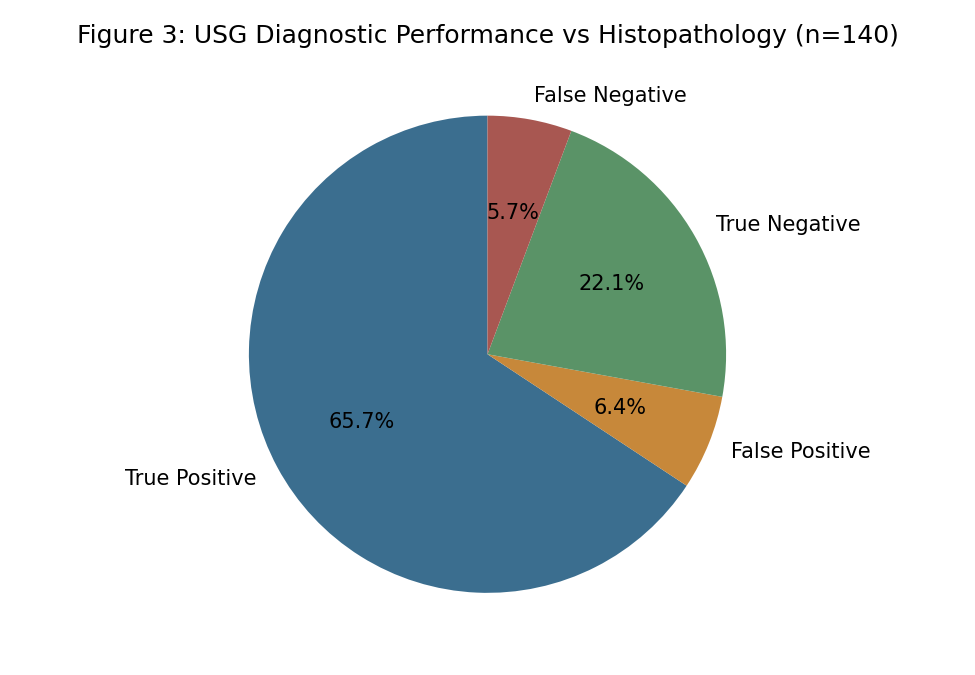 Figure 3: USG Diagnostic Performance vs Histopathology (n=140)
False Negative
5.7%
True Negative
22.1%
6.4%
False Positive
65.7%
True Positive